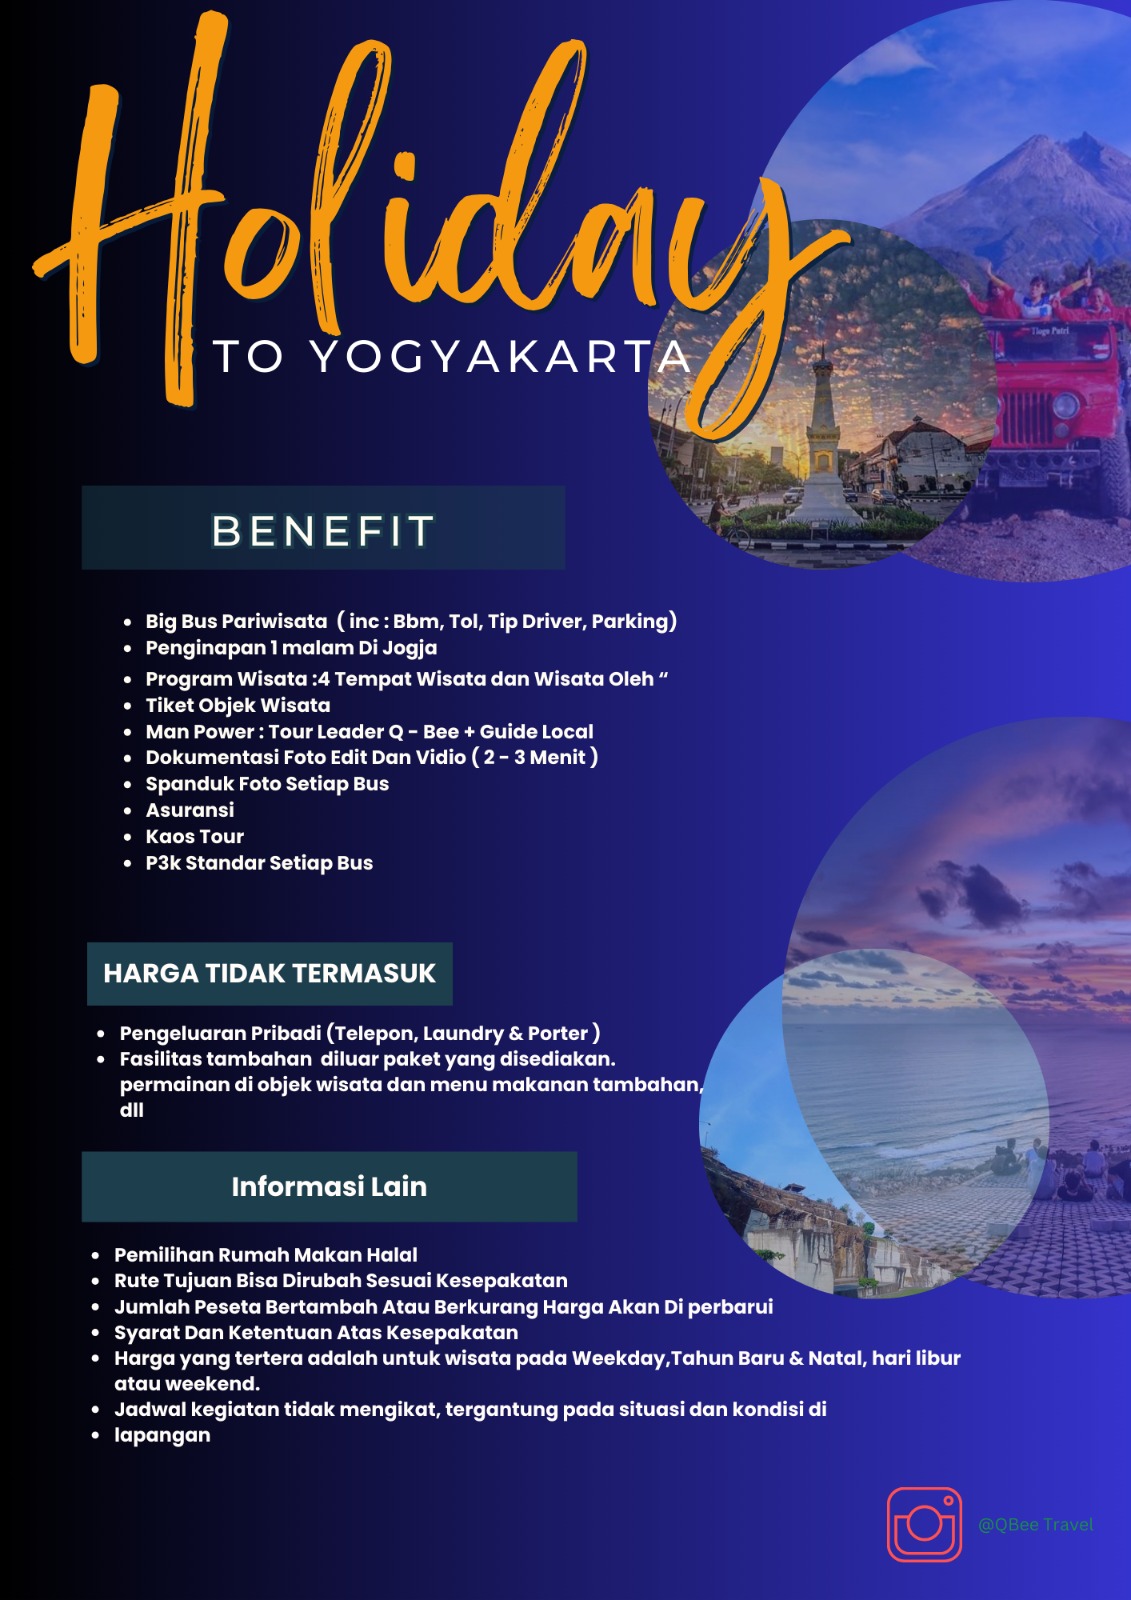 Holiday
TO YOGYAKARTA
Tiogo Putri
BENEFIT
• Big Bus Pariwisata ( inc : Bbm, Tol, Tip Driver, Parking)
• Penginapan 1 malam Di Jogja
• Program Wisata :4 Tempat Wisata dan Wisata Oleh “
• Tiket Objek Wisata
• Man Power : Tour Leader Q - Bee + Guide Local
• Dokumentasi Foto Edit Dan Vidio ( 2 - 3 Menit )
• Spanduk Foto Setiap Bus
• Asuransi
• Kaos Tour
• P3k Standar Setiap Bus
HARGA TIDAK TERMASUK
• Pengeluaran Pribadi (Telepon, Laundry & Porter )
• Fasilitas tambahan diluar paket yang disediakan.
permainan di objek wisata dan menu makanan tambahan,
dll
Informasi Lain
• Pemilihan Rumah Makan Halal
• Rute Tujuan Bisa Dirubah Sesuai Kesepakatan
• Jumlah Peseta Bertambah Atau Berkurang Harga Akan Di perbarui
• Syarat Dan Ketentuan Atas Kesepakatan
• Harga yang tertera adalah untuk wisata pada Weekday,Tahun Baru & Natal, hari libur
atau weekend.
• Jadwal kegiatan tidak mengikat, tergantung pada situasi dan kondisi di
• lapangan
@QBee Travel